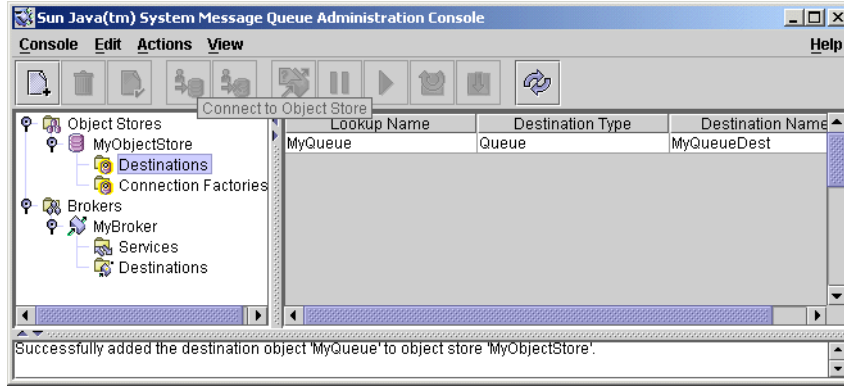 Sun Java(tm) System Message Queue Administration Console
Console Edit Actions View Help
Connect to Object Store
Object Stores
MyObjectStore
Destinations
Connection Factories
Brokers
MyBroker
Services
Destinations
Lookup Name Destination Type Destination Name
MyQueue Queue MyQueueDest
Successfully added the destination object 'MyQueue' to object store 'MyObjectStore'.